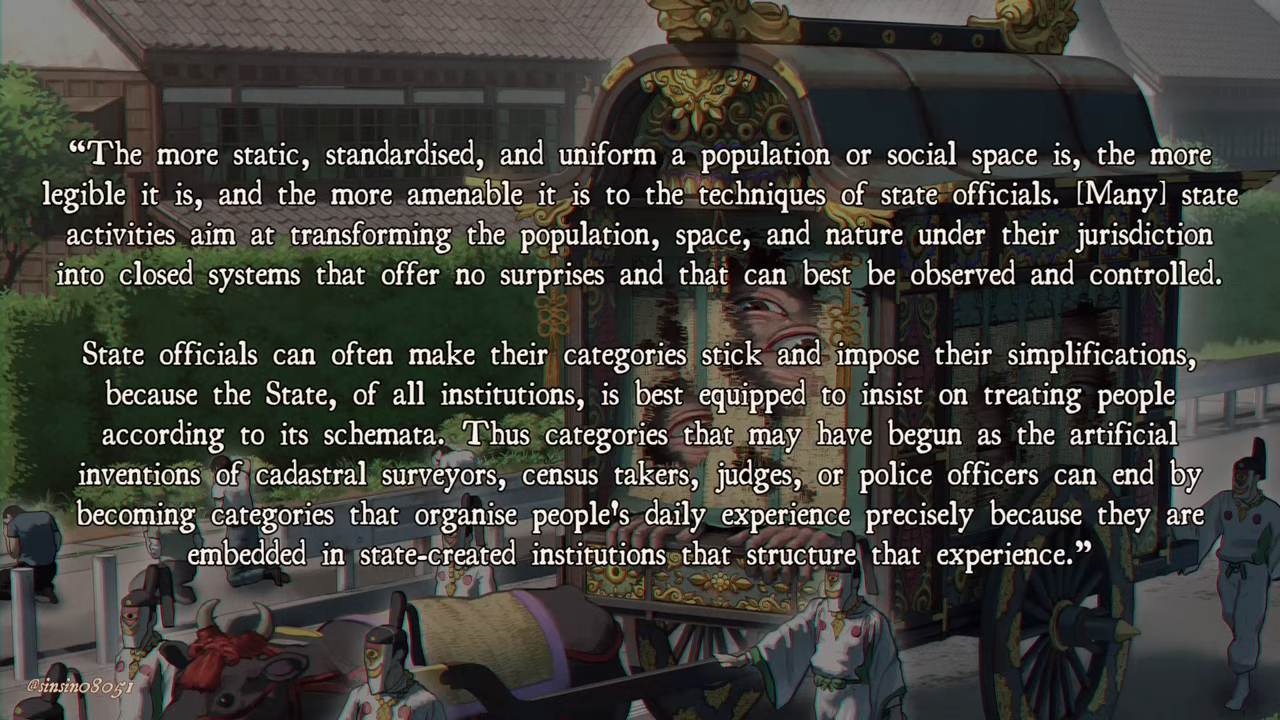 “The more static, standardised, and uniform a population or social space is, the more
legible it is, and the more amenable it is to the techniques of state officials. [Many] state
activities aim at transforming the population, space, and nature under their jurisdiction
into closed systems that offer no surprises and that can best be observed and controlled.
State officials can often make their categories stick and impose their simplifications,
because the State, of all institutions, is best equipped to insist on treating people
according to its schemata. Thus categories that may have begun as the artificial
inventions of cadastral surveyors, census takers, judges, or police officers can end by
becoming categories that organise people's daily experience precisely because they are
embedded in state-created institutions that structure that experience.”
@sinsin08051